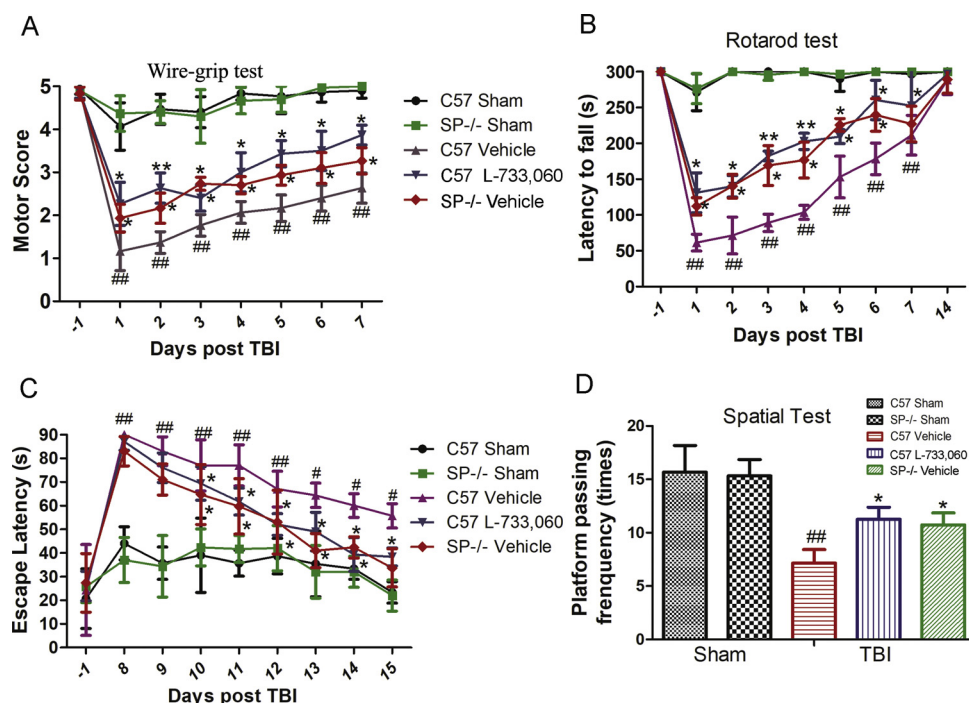 A
Wire-grip test
Motor Score
5
4
3
2
1
0
-1 1 2 3 4 5 6 7
Days post TBI
* ** * * * * *
* * * * * *
## ## ## ## ## ## ##
C57 Sham
SP-/- Sham
C57 Vehicle
C57 L-733,060
SP-/- Vehicle
B
Rotarod test
Latency to fall (s)
300
250
200
150
100
50
0
-1 1 2 3 4 5 6 7 14
Days post TBI
* * ** ** * * *
* * * * * *
## ## ## ## ## ## ##
C
Escape Latency (s)
90
80
70
60
50
40
30
20
10
0
-1 8 9 10 11 12 13 14 15
Days post TBI
## ## ## ## ## # # #
* * * * *
* * * * * *
C57 Sham
SP-/- Sham
C57 Vehicle
C57 L-733,060
SP-/- Vehicle
D
Spatial Test
Platform passing
frenquency (times)
20
15
10
5
0
## * *
Sham TBI
C57 Sham
SP-/- Sham
C57 Vehicle
C57 L-733,060
SP-/- Vehicle